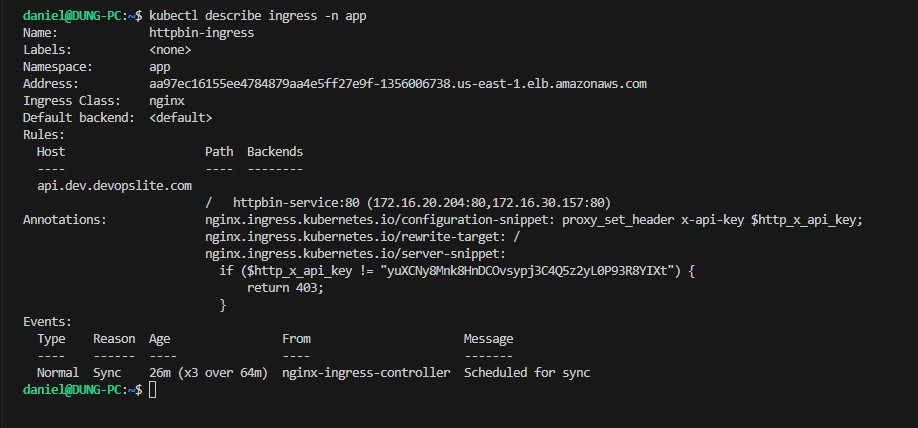 daniel@DUNG-PC:~$ kubectl describe ingress -n app
Name:             httpbin-ingress
Labels:           <none>
Namespace:        app
Address:          aa97ec16155ee4784879aa4e5ff27e9f-1356006738.us-east-1.elb.amazonaws.com
Ingress Class:    nginx
Default backend:  <default>
Rules:
  Host                    Path  Backends
  ----                    ----  --------
  api.dev.devopslite.com
                          /   httpbin-service:80 (172.16.20.204:80,172.16.30.157:80)
Annotations:              nginx.ingress.kubernetes.io/configuration-snippet: proxy_set_header x-api-key $http_x_api_key;
                          nginx.ingress.kubernetes.io/rewrite-target: /
                          nginx.ingress.kubernetes.io/server-snippet:
                            if ($http_x_api_key != "yuXCNy8Mnk8HnDCOvsypj3C4Q5z2yL0P93R8YIXt") {
                                return 403;
                            }
Events:
  Type    Reason  Age                From                      Message
  ----    ------  ----               ----                      -------
  Normal  Sync    26m (x3 over 64m)  nginx-ingress-controller  Scheduled for sync
daniel@DUNG-PC:~$